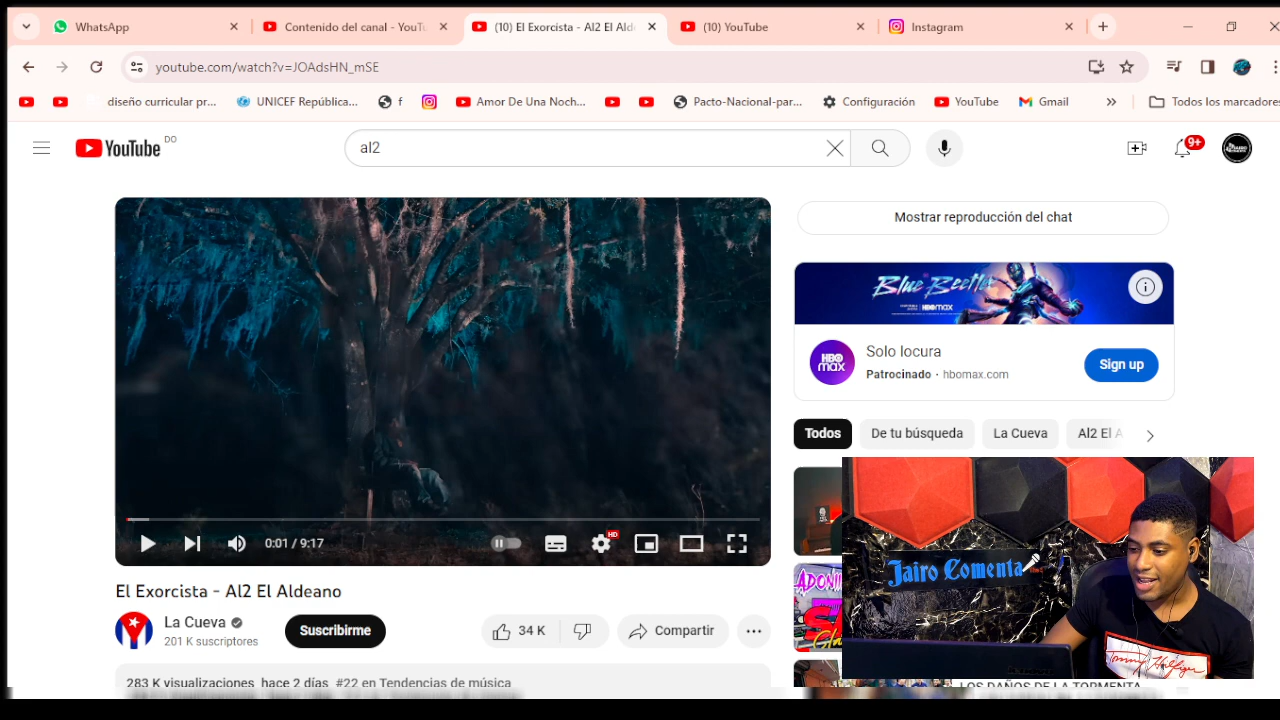 WhatsApp
Contenido del canal - YouTu
(10) El Exorcista - Al2 El Ald
(10) YouTube
Instagram
youtube.com/watch?v=JOAdsHN_mSE
diseño curricular pr...
UNICEF República...
f
Amor De Una Noch...
Pacto-Nacional-par...
Configuración
YouTube
Gmail
Todos los marcadores
YouTube DO
al2
9+
Mostrar reproducción del chat
Blue Beetle
HBOMAX
HBO max
Solo locura
Patrocinado · hbomax.com
Sign up
Todos
De tu búsqueda
La Cueva
Al2 El A
0:01 / 9:17
HD
El Exorcista - Al2 El Aldeano
La Cueva
201 K suscriptores
Suscribirme
34 K
Compartir
283 K visualizaciones hace 2 días #22 en Tendencias de música
ADONI
Jairo Comenta
Tommy Hilfiger
LOS DAÑOS DE LA TORMENTA